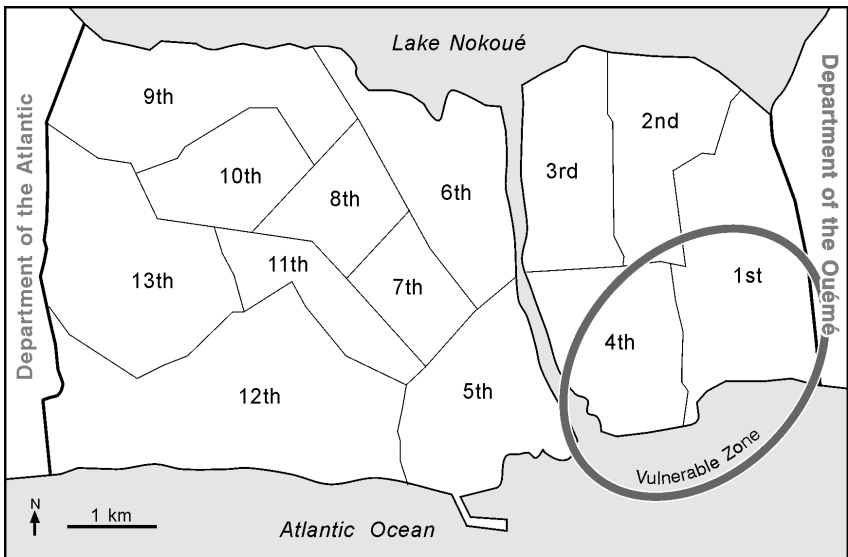 Lake Nokoué
Department of the Atlantic
Department of the Ouémé
9th
2nd
10th
3rd
8th
6th
11th
13th
7th
1st
4th
12th
5th
Vulnerable Zone
N
1 km
Atlantic Ocean